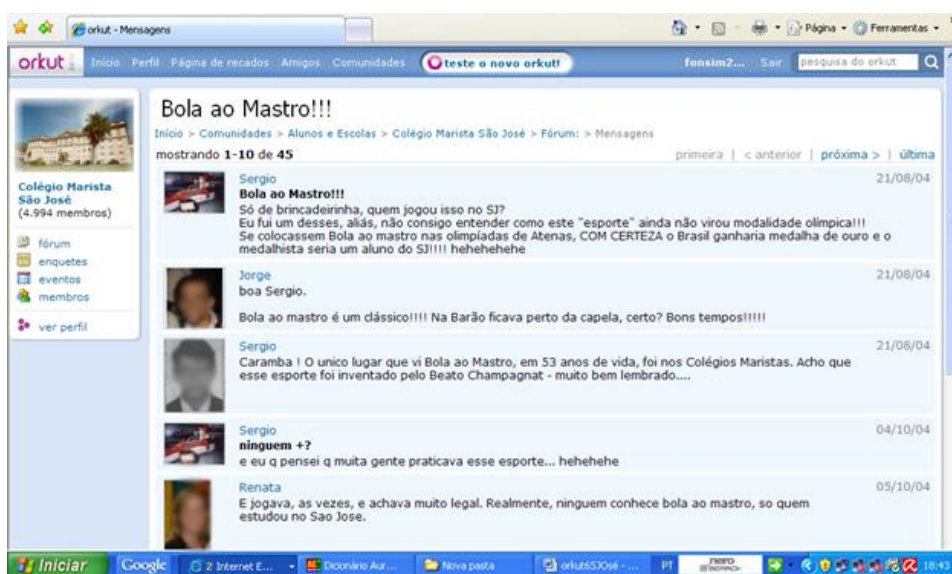 orkut - Mensagens
Página
Ferramentas
orkut
Início Perfil Página de recados Amigos Comunidades
teste o novo orkut!
fonsim2... Sair pesquisa do orkut
Bola ao Mastro!!!
Início > Comunidades > Alunos e Escolas > Colégio Marista São José > Fórum: > Mensagens
mostrando 1-10 de 45
primeira | < anterior | próxima > | última
Colégio Marista
São José
(4.994 membros)
fórum
enquetes
eventos
membros
ver perfil
Sergio 21/08/04
Bola ao Mastro!!!
Só de brincadeirinha, quem jogou isso no SJ?
Eu fui um desses, aliás, não consigo entender como este "esporte" ainda não virou modalidade olímpica!!!
Se colocassem Bola ao mastro nas olimpíadas de Atenas, COM CERTEZA o Brasil ganharia medalha de ouro e o
medalhista seria um aluno do SJ!!!! hehehehehe
Jorge 21/08/04
boa Sergio.
Bola ao mastro é um clássico!!!! Na Barão ficava perto da capela, certo? Bons tempos!!!!!
Sergio 21/08/04
Caramba ! O unico lugar que vi Bola ao Mastro, em 53 anos de vida, foi nos Colégios Maristas. Acho que
esse esporte foi inventado pelo Beato Champagnat - muito bem lembrado....
Sergio 04/10/04
ninguem +?
e eu q pensei q muita gente praticava esse esporte... hehehehe
Renata 05/10/04
E jogava, as vezes, e achava muito legal. Realmente, ninguem conhece bola ao mastro, so quem
estudou no Sao Jose.
Iniciar
Google
2 Internet E...
Dicionário Aur...
Nova pasta
orkut65JOsé - ...
PT
nero
18:45